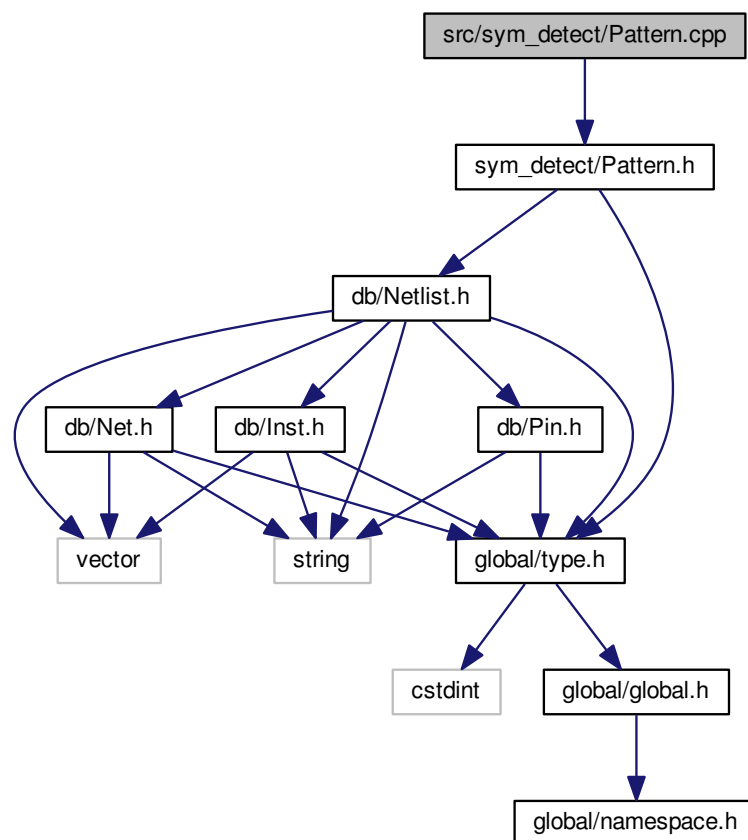 src/sym_detect/Pattern.cpp
sym_detect/Pattern.h
db/Netlist.h
db/Net.h
db/Inst.h
db/Pin.h
vector
string
global/type.h
cstdint
global/global.h
global/namespace.h